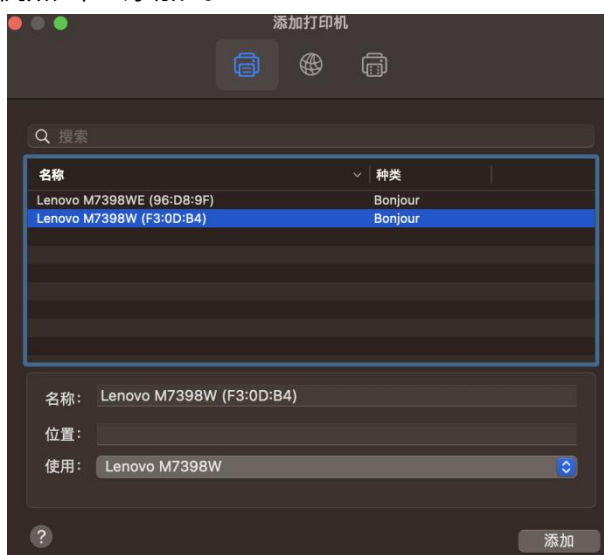 添加打印机
搜索
名称 种类
Lenovo M7398WE (96:D8:9F) Bonjour
Lenovo M7398W (F3:0D:B4) Bonjour
名称: Lenovo M7398W (F3:0D:B4)
位置:
使用: Lenovo M7398W
?
添加